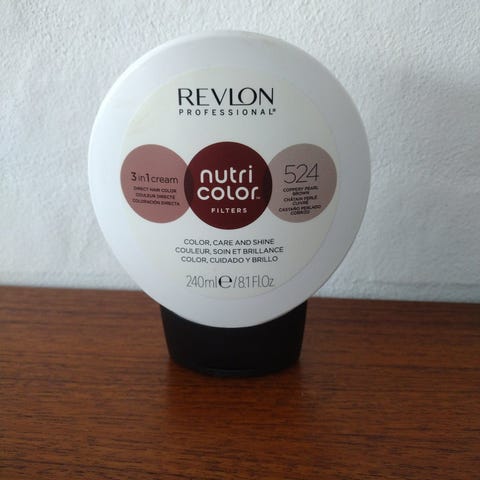 REVLON
PROFESSIONAL®
3 in 1 cream
DIRECT HAIR COLOR
COULEUR DIRECTE
COLORACIÓN DIRECTA
nutri
color™
FILTERS
524
COPPERY PEARL
BROWN
CHÂTAIN PERLÉ
CUIVRÉ
CASTAÑO PERLADO
COBRIZO
COLOR, CARE AND SHINE
COULEUR, SOIN ET BRILLANCE
COLOR, CUIDADO Y BRILLO
240ml℮/8.1 Fl.Oz